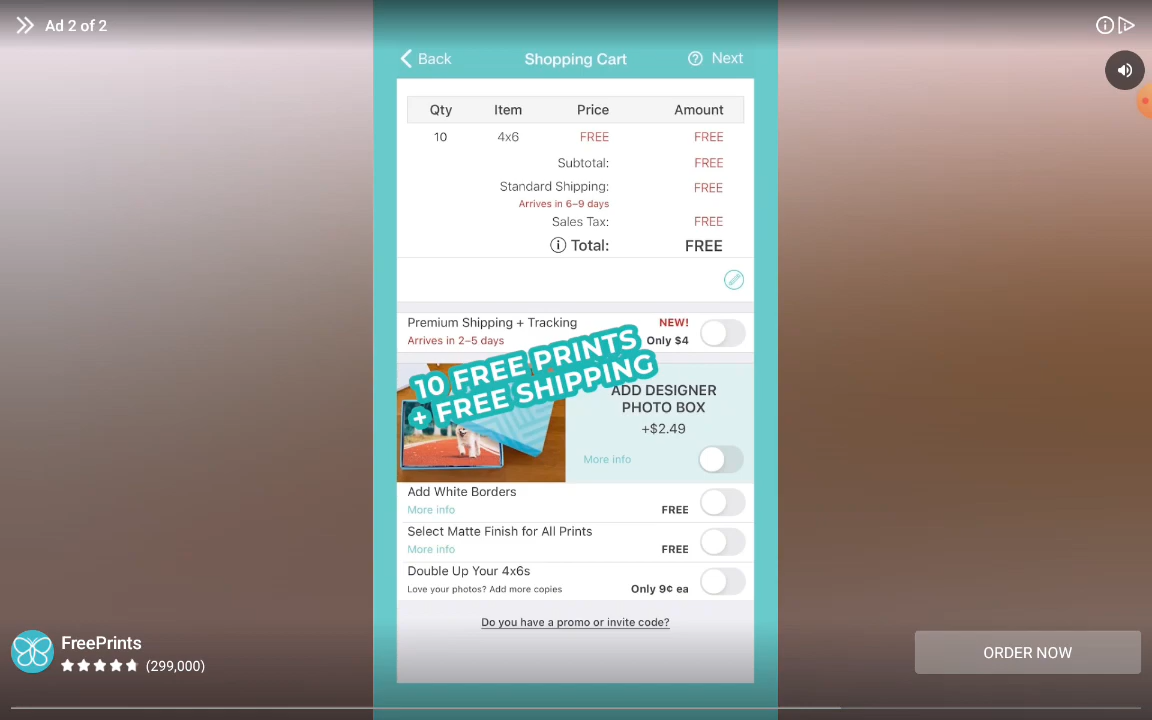 Ad 2 of 2
Back
Shopping Cart
Next
Qty Item Price Amount
10 4x6 FREE FREE
Subtotal: FREE
Standard Shipping: FREE
Arrives in 6–9 days
Sales Tax: FREE
Total: FREE
Premium Shipping + Tracking NEW!
Arrives in 2–5 days Only $4
10 FREE PRINTS
+ FREE SHIPPING
ADD DESIGNER
PHOTO BOX
+$2.49
More info
Add White Borders
More info FREE
Select Matte Finish for All Prints
More info FREE
Double Up Your 4x6s
Love your photos? Add more copies Only 9¢ ea
Do you have a promo or invite code?
FreePrints
(299,000)
ORDER NOW